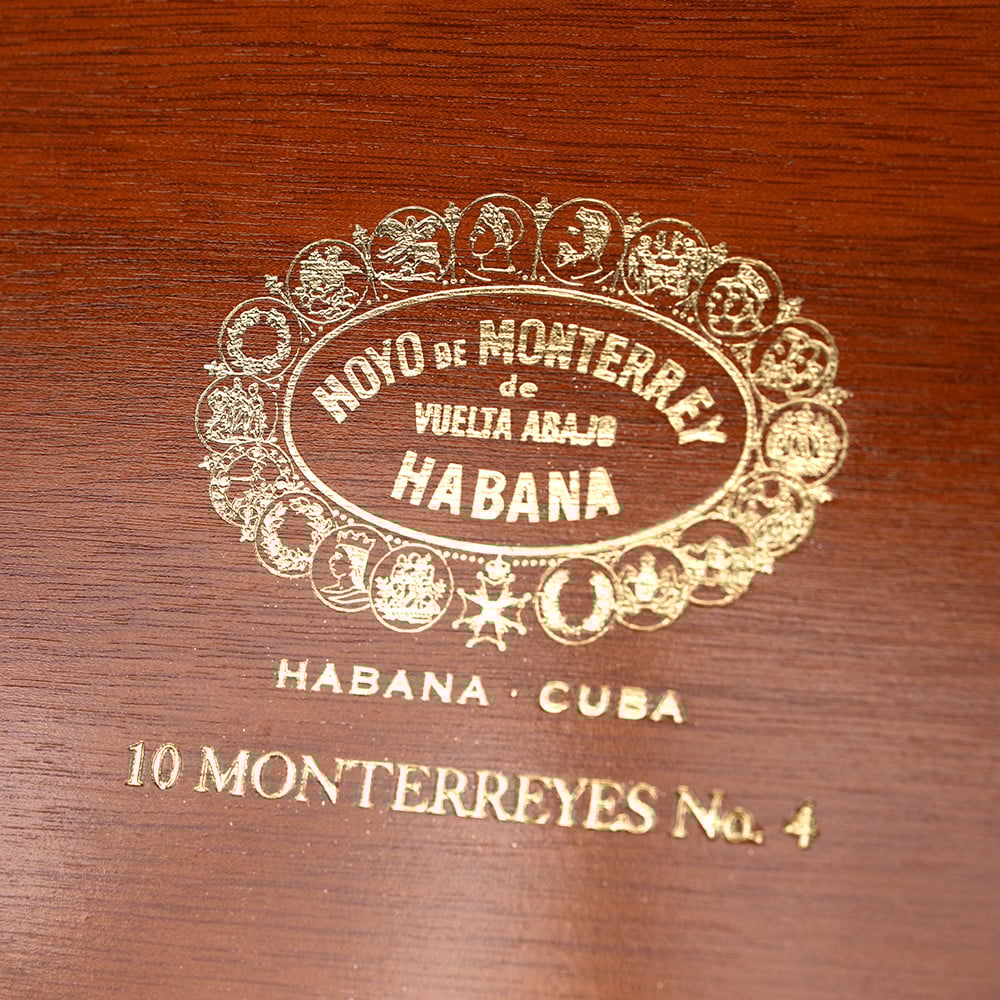 HOYO DE MONTERREY
de
VUELTA ABAJO
HABANA
HABANA · CUBA
10 MONTERREYES No. 4